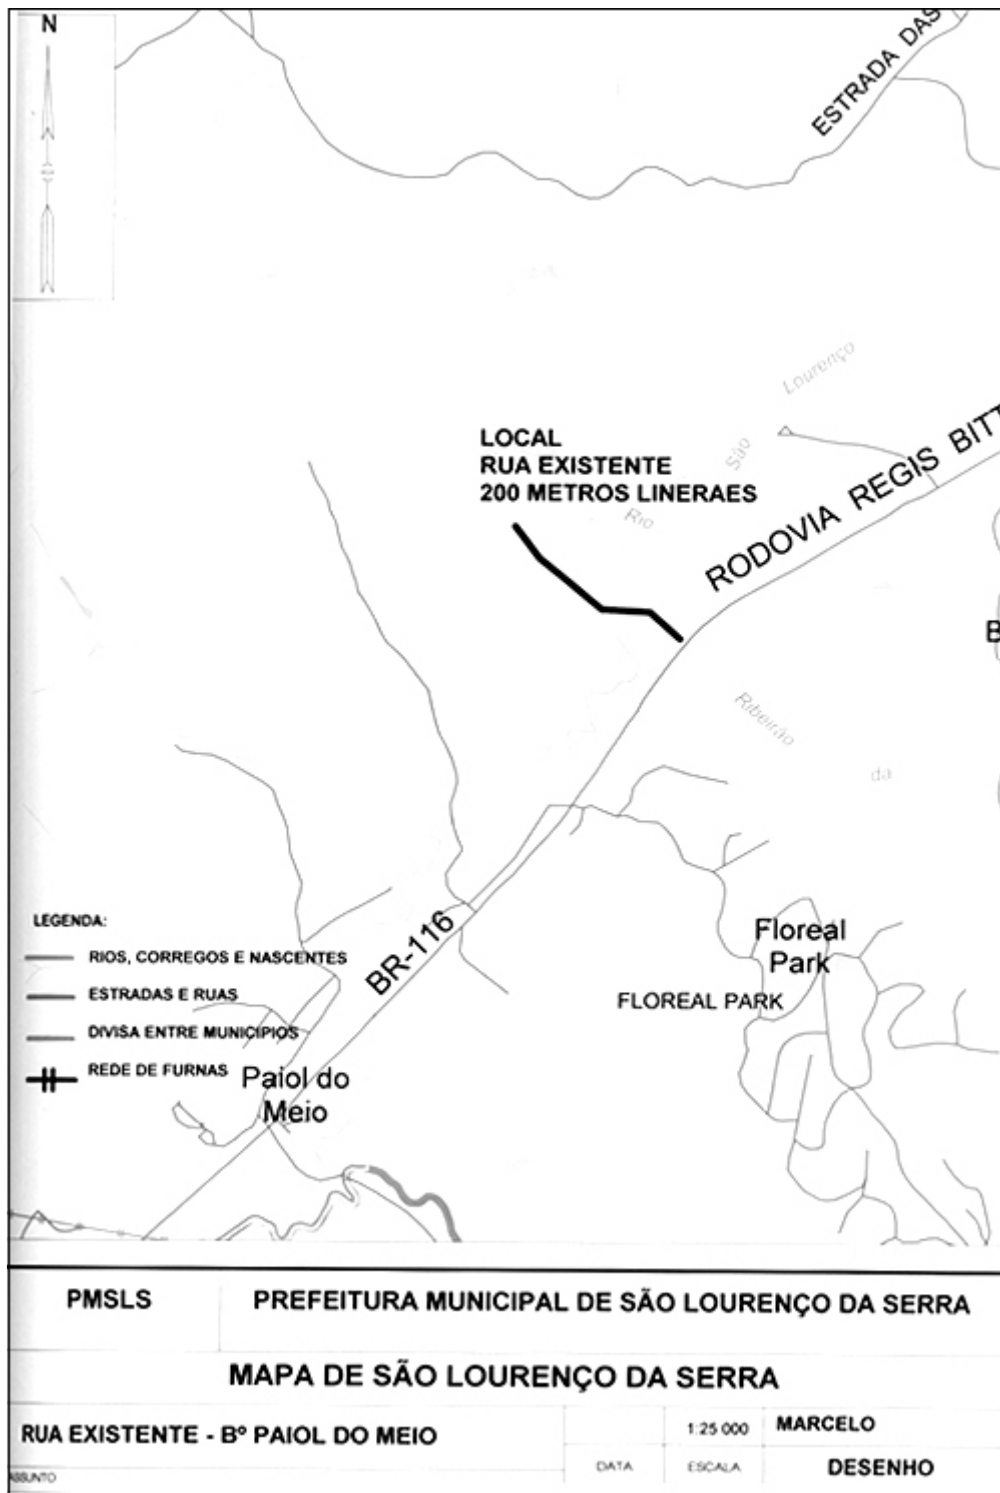 N
ESTRADA DAS
Lourenço
São
Rio
LOCAL
RUA EXISTENTE
200 METROS LINERAES
RODOVIA REGIS BITT
B
Ribeirão
da
BR-116
Floreal
Park
FLOREAL PARK
LEGENDA:
RIOS, CORREGOS E NASCENTES
ESTRADAS E RUAS
DIVISA ENTRE MUNICIPIOS
REDE DE FURNAS
Paiol do
Meio
PMSLS
PREFEITURA MUNICIPAL DE SÃO LOURENÇO DA SERRA
MAPA DE SÃO LOURENÇO DA SERRA
RUA EXISTENTE - Bº PAIOL DO MEIO
1:25 000
MARCELO
ASSUNTO
DATA
ESCALA
DESENHO